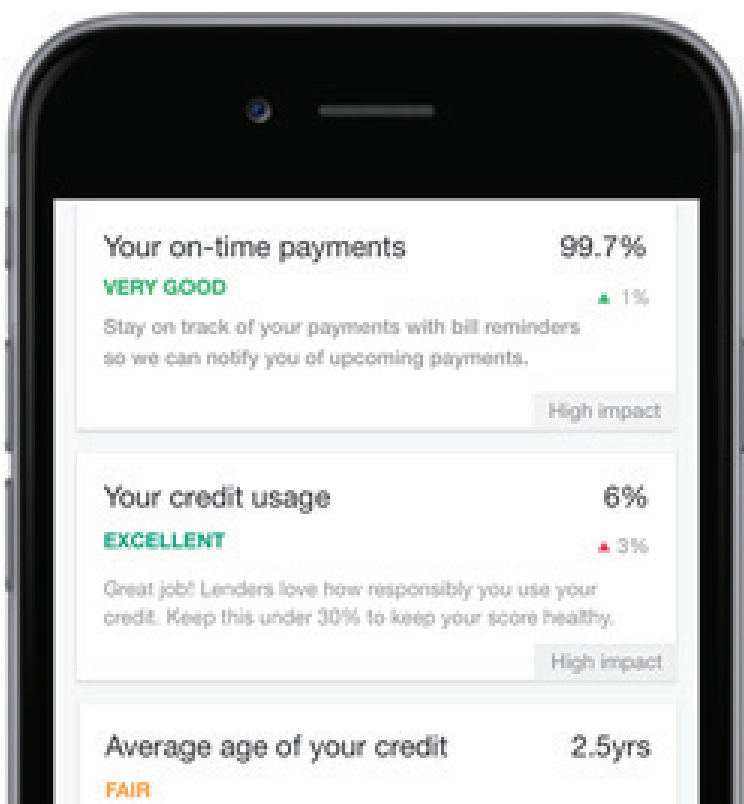 Your on-time payments 99.7%
VERY GOOD
▲ 1%
Stay on track of your payments with bill reminders
so we can notify you of upcoming payments.
High impact
Your credit usage 6%
EXCELLENT
▲ 3%
Great job! Lenders love how responsibly you use your
credit. Keep this under 30% to keep your score healthy.
High impact
Average age of your credit 2.5yrs
FAIR